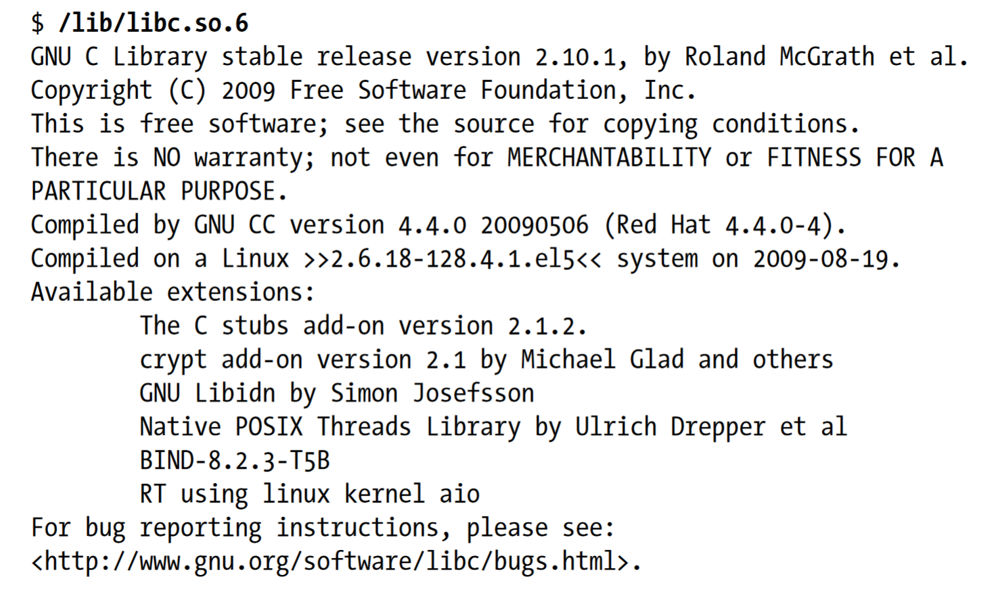 $ /lib/libc.so.6
GNU C Library stable release version 2.10.1, by Roland McGrath et al.
Copyright (C) 2009 Free Software Foundation, Inc.
This is free software; see the source for copying conditions.
There is NO warranty; not even for MERCHANTABILITY or FITNESS FOR A
PARTICULAR PURPOSE.
Compiled by GNU CC version 4.4.0 20090506 (Red Hat 4.4.0-4).
Compiled on a Linux >>2.6.18-128.4.1.el5<< system on 2009-08-19.
Available extensions:
        The C stubs add-on version 2.1.2.
        crypt add-on version 2.1 by Michael Glad and others
        GNU Libidn by Simon Josefsson
        Native POSIX Threads Library by Ulrich Drepper et al
        BIND-8.2.3-T5B
        RT using linux kernel aio
For bug reporting instructions, please see:
<http://www.gnu.org/software/libc/bugs.html>.